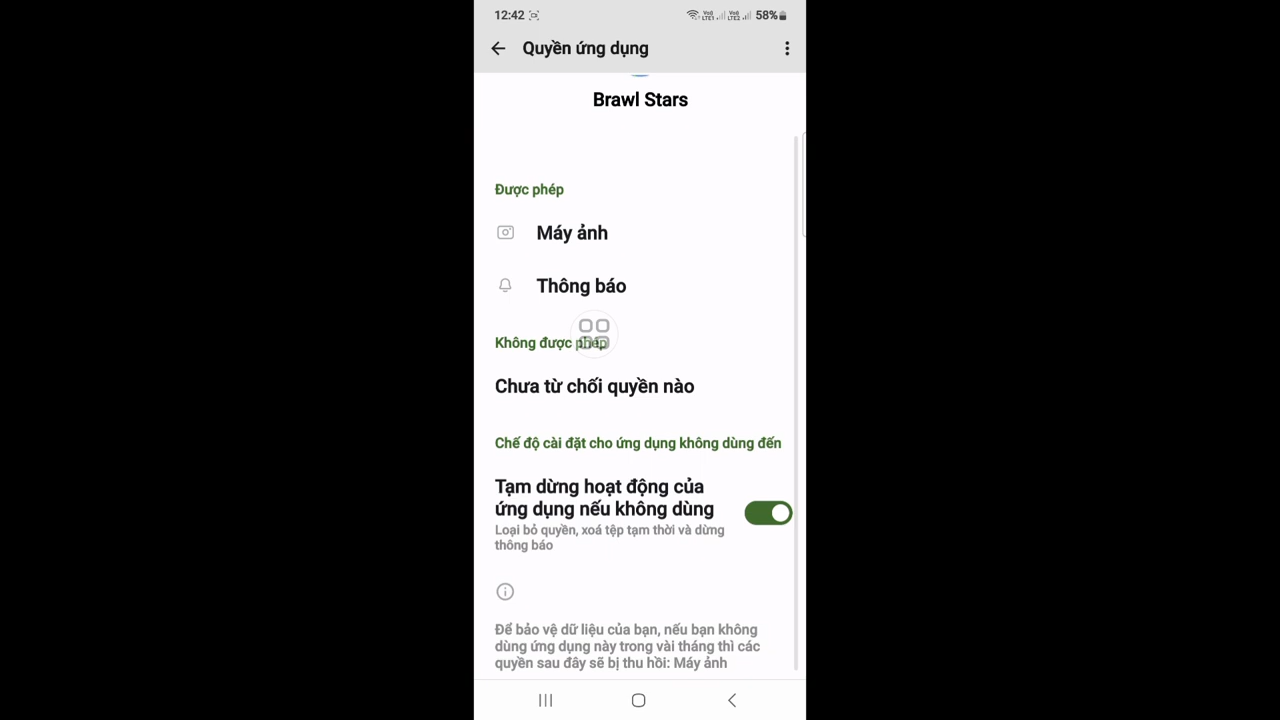 12:42
58%
Quyền ứng dụng
Brawl Stars
Được phép
Máy ảnh
Thông báo
Không được phép
Chưa từ chối quyền nào
Chế độ cài đặt cho ứng dụng không dùng đến
Tạm dừng hoạt động của
ứng dụng nếu không dùng
Loại bỏ quyền, xoá tệp tạm thời và dừng
thông báo
Để bảo vệ dữ liệu của bạn, nếu bạn không
dùng ứng dụng này trong vài tháng thì các
quyền sau đây sẽ bị thu hồi: Máy ảnh